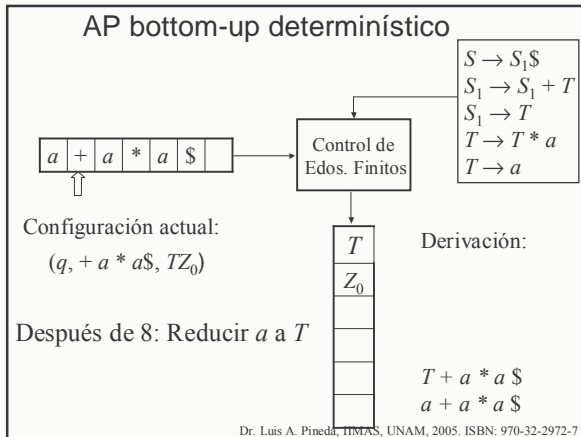 AP bottom-up determinístico
S → S₁$
S₁ → S₁ + T
S₁ → T
T → T * a
T → a
a + a * a $
Control de
Edos. Finitos
Configuración actual:
(q, + a * a$, TZ₀)
T
Z₀
Derivación:
Después de 8: Reducir a a T
T + a * a $
a + a * a $
Dr. Luis A. Pineda, IIMAS, UNAM, 2005. ISBN: 970-32-2972-7